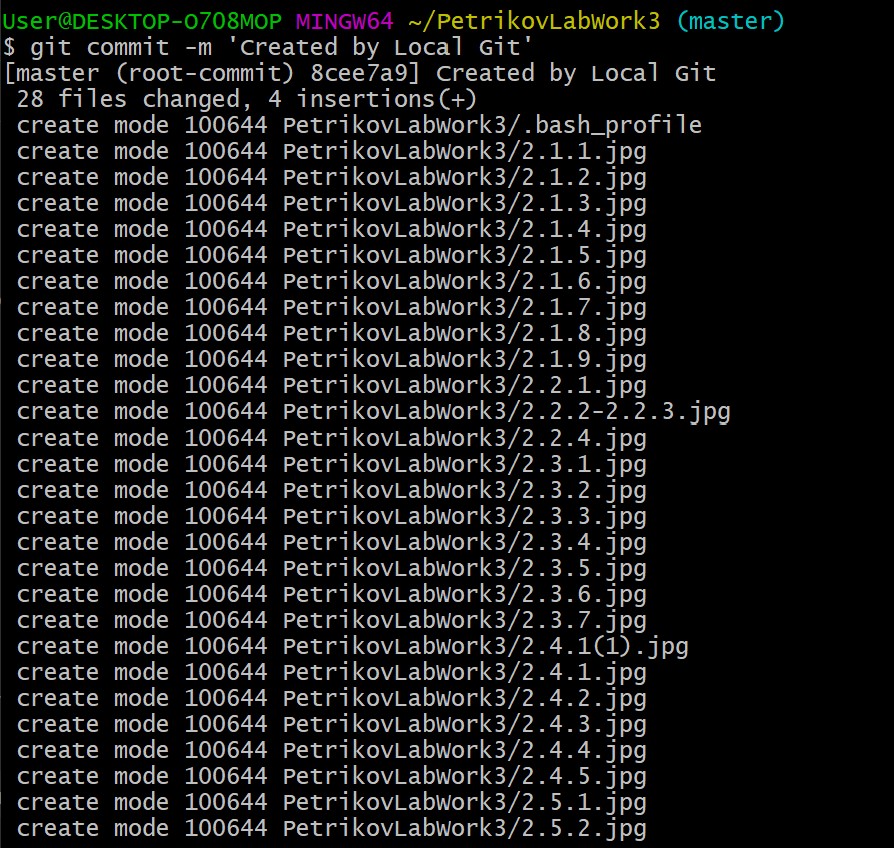 User@DESKTOP-O708MOP MINGW64 ~/PetrikovLabWork3 (master)
$ git commit -m 'Created by Local Git'
[master (root-commit) 8cee7a9] Created by Local Git
 28 files changed, 4 insertions(+)
 create mode 100644 PetrikovLabWork3/.bash_profile
 create mode 100644 PetrikovLabWork3/2.1.1.jpg
 create mode 100644 PetrikovLabWork3/2.1.2.jpg
 create mode 100644 PetrikovLabWork3/2.1.3.jpg
 create mode 100644 PetrikovLabWork3/2.1.4.jpg
 create mode 100644 PetrikovLabWork3/2.1.5.jpg
 create mode 100644 PetrikovLabWork3/2.1.6.jpg
 create mode 100644 PetrikovLabWork3/2.1.7.jpg
 create mode 100644 PetrikovLabWork3/2.1.8.jpg
 create mode 100644 PetrikovLabWork3/2.1.9.jpg
 create mode 100644 PetrikovLabWork3/2.2.1.jpg
 create mode 100644 PetrikovLabWork3/2.2.2-2.2.3.jpg
 create mode 100644 PetrikovLabWork3/2.2.4.jpg
 create mode 100644 PetrikovLabWork3/2.3.1.jpg
 create mode 100644 PetrikovLabWork3/2.3.2.jpg
 create mode 100644 PetrikovLabWork3/2.3.3.jpg
 create mode 100644 PetrikovLabWork3/2.3.4.jpg
 create mode 100644 PetrikovLabWork3/2.3.5.jpg
 create mode 100644 PetrikovLabWork3/2.3.6.jpg
 create mode 100644 PetrikovLabWork3/2.3.7.jpg
 create mode 100644 PetrikovLabWork3/2.4.1(1).jpg
 create mode 100644 PetrikovLabWork3/2.4.1.jpg
 create mode 100644 PetrikovLabWork3/2.4.2.jpg
 create mode 100644 PetrikovLabWork3/2.4.3.jpg
 create mode 100644 PetrikovLabWork3/2.4.4.jpg
 create mode 100644 PetrikovLabWork3/2.4.5.jpg
 create mode 100644 PetrikovLabWork3/2.5.1.jpg
 create mode 100644 PetrikovLabWork3/2.5.2.jpg